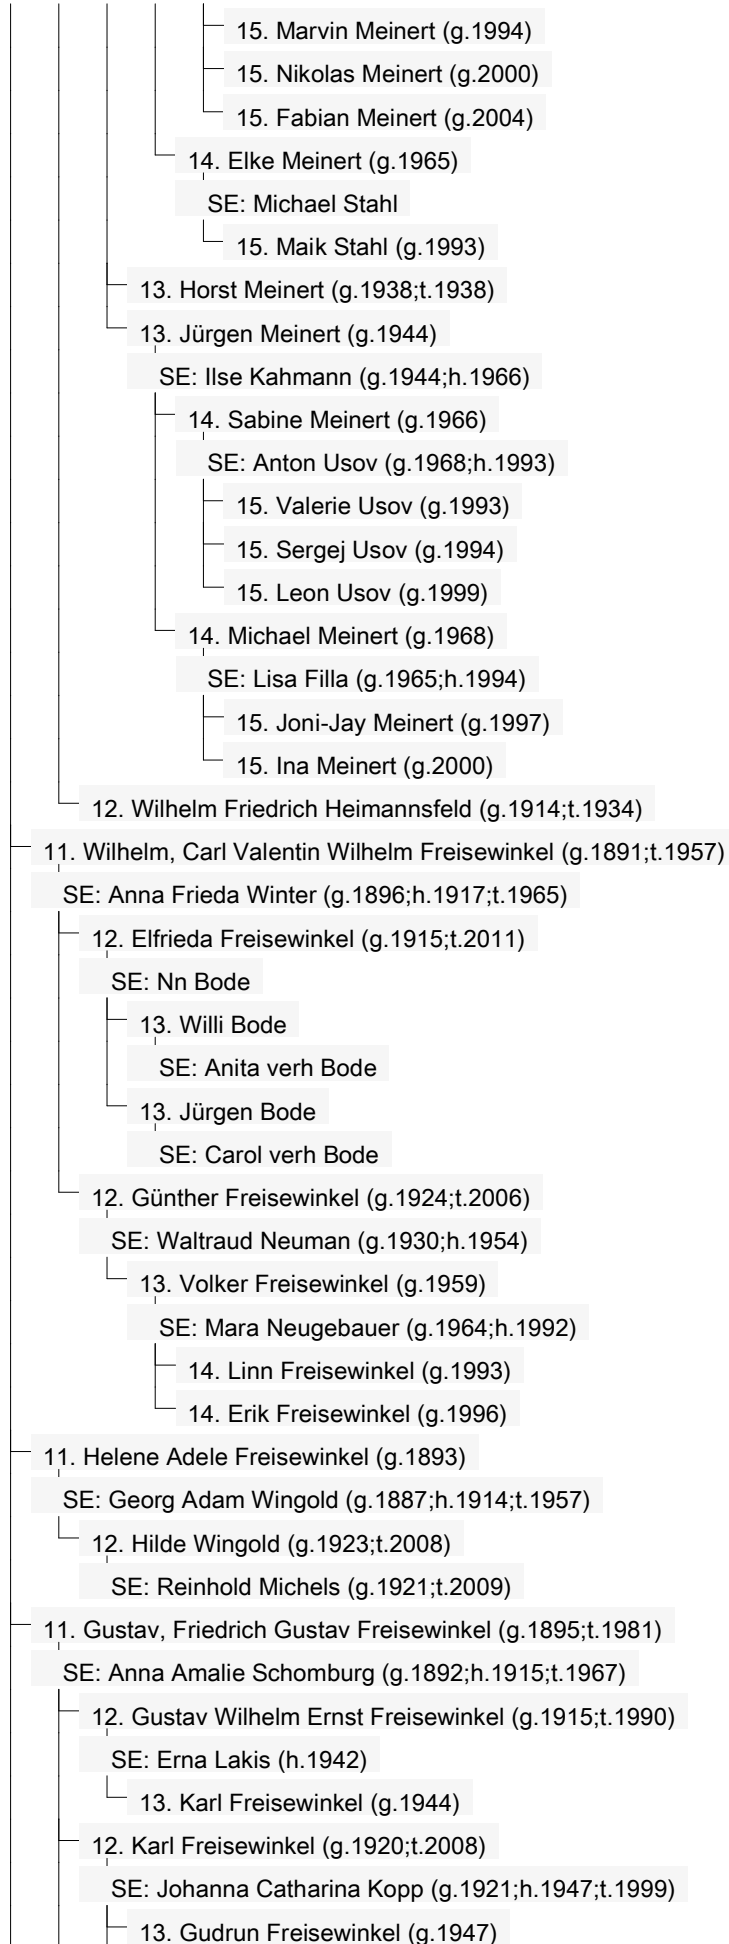 15. Marvin Meinert (g.1994)
15. Nikolas Meinert (g.2000)
15. Fabian Meinert (g.2004)
14. Elke Meinert (g.1965)
SE: Michael Stahl
15. Maik Stahl (g.1993)
13. Horst Meinert (g.1938;t.1938)
13. Jürgen Meinert (g.1944)
SE: Ilse Kahmann (g.1944;h.1966)
14. Sabine Meinert (g.1966)
SE: Anton Usov (g.1968;h.1993)
15. Valerie Usov (g.1993)
15. Sergej Usov (g.1994)
15. Leon Usov (g.1999)
14. Michael Meinert (g.1968)
SE: Lisa Filla (g.1965;h.1994)
15. Joni-Jay Meinert (g.1997)
15. Ina Meinert (g.2000)
12. Wilhelm Friedrich Heimannsfeld (g.1914;t.1934)
11. Wilhelm, Carl Valentin Wilhelm Freisewinkel (g.1891;t.1957)
SE: Anna Frieda Winter (g.1896;h.1917;t.1965)
12. Elfrieda Freisewinkel (g.1915;t.2011)
SE: Nn Bode
13. Willi Bode
SE: Anita verh Bode
13. Jürgen Bode
SE: Carol verh Bode
12. Günther Freisewinkel (g.1924;t.2006)
SE: Waltraud Neuman (g.1930;h.1954)
13. Volker Freisewinkel (g.1959)
SE: Mara Neugebauer (g.1964;h.1992)
14. Linn Freisewinkel (g.1993)
14. Erik Freisewinkel (g.1996)
11. Helene Adele Freisewinkel (g.1893)
SE: Georg Adam Wingold (g.1887;h.1914;t.1957)
12. Hilde Wingold (g.1923;t.2008)
SE: Reinhold Michels (g.1921;t.2009)
11. Gustav, Friedrich Gustav Freisewinkel (g.1895;t.1981)
SE: Anna Amalie Schomburg (g.1892;h.1915;t.1967)
12. Gustav Wilhelm Ernst Freisewinkel (g.1915;t.1990)
SE: Erna Lakis (h.1942)
13. Karl Freisewinkel (g.1944)
12. Karl Freisewinkel (g.1920;t.2008)
SE: Johanna Catharina Kopp (g.1921;h.1947;t.1999)
13. Gudrun Freisewinkel (g.1947)